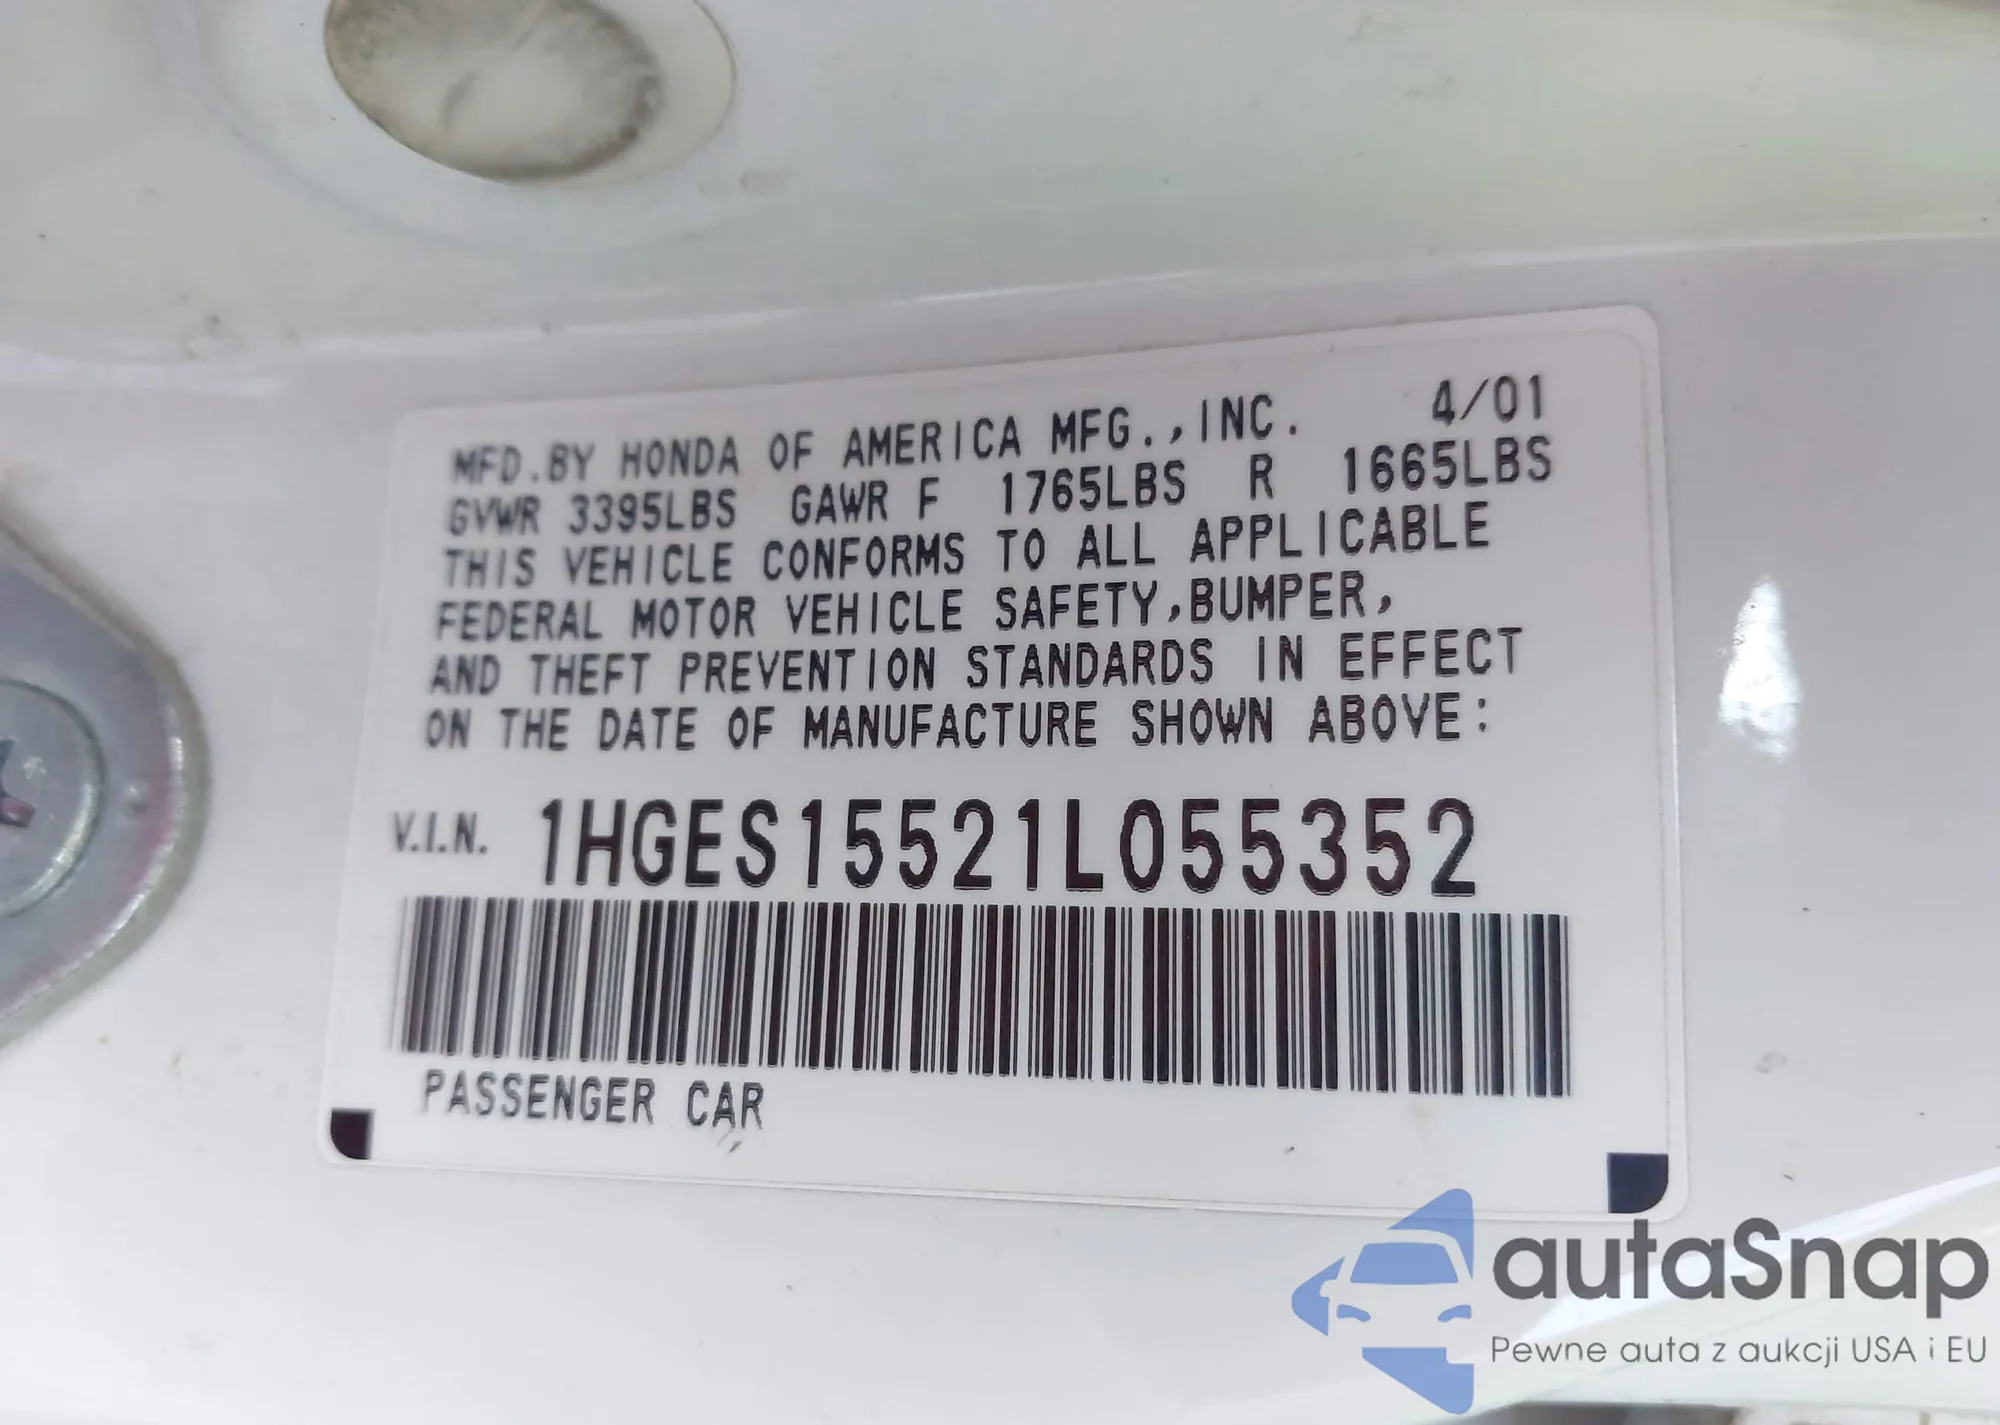 MFD.BY HONDA OF AMERICA MFG.,INC. 4/01
GVWR 3395LBS GAWR F 1765LBS R 1665LBS
THIS VEHICLE CONFORMS TO ALL APPLICABLE
FEDERAL MOTOR VEHICLE SAFETY,BUMPER,
AND THEFT PREVENTION STANDARDS IN EFFECT
ON THE DATE OF MANUFACTURE SHOWN ABOVE:
V.I.N. 1HGES15521L055352
PASSENGER CAR
autaSnap
Pewne auta z aukcji USA i EU